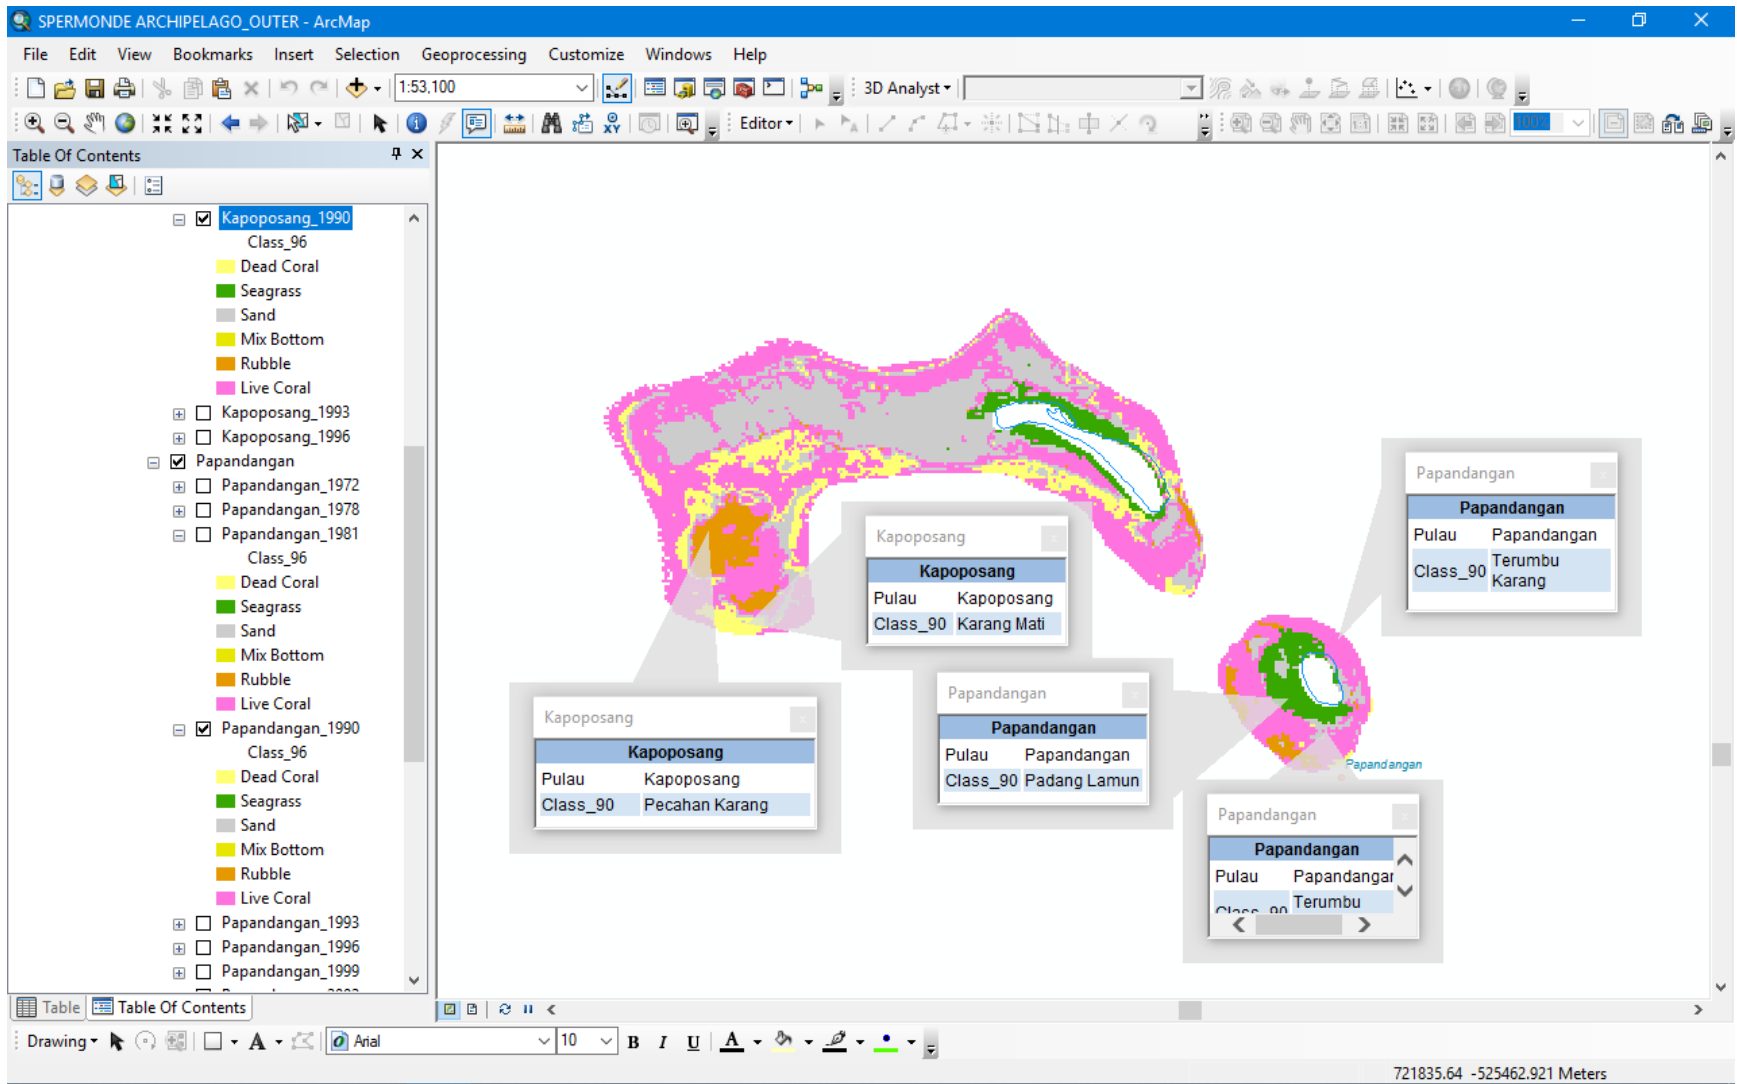 SPERMONDE ARCHIPELAGO_OUTER - ArcMap
File Edit View Bookmarks Insert Selection Geoprocessing Customize Windows Help
1:53,100
3D Analyst
Editor
100%
Table Of Contents
Kapoposang_1990
Class_96
Dead Coral
Seagrass
Sand
Mix Bottom
Rubble
Live Coral
Kapoposang_1993
Kapoposang_1996
Papandangan
Papandangan_1972
Papandangan_1978
Papandangan_1981
Class_96
Dead Coral
Seagrass
Sand
Mix Bottom
Rubble
Live Coral
Papandangan_1990
Class_96
Dead Coral
Seagrass
Sand
Mix Bottom
Rubble
Live Coral
Papandangan_1993
Papandangan_1996
Papandangan_1999
Table Table Of Contents
Papandangan
Papandangan
Pulau Papandangan
Class_90 Terumbu
Karang
Kapoposang
Kapoposang
Pulau Kapoposang
Class_90 Karang Mati
Kapoposang
Kapoposang
Pulau Kapoposang
Class_90 Pecahan Karang
Papandangan
Papandangan
Pulau Papandangan
Class_90 Padang Lamun
Papandangan
Papandangan
Papandangan
Pulau Papandangar
Class_90 Terumbu
Drawing A Arial 10 B I U A
721835.64 -525462.921 Meters